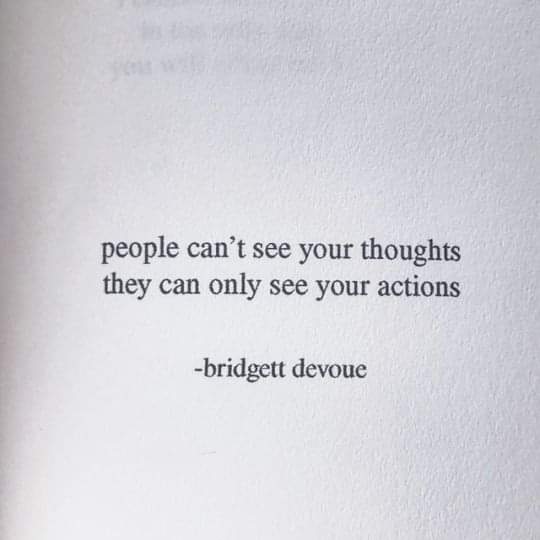 people can't see your thoughts
they can only see your actions
-bridgett devoue